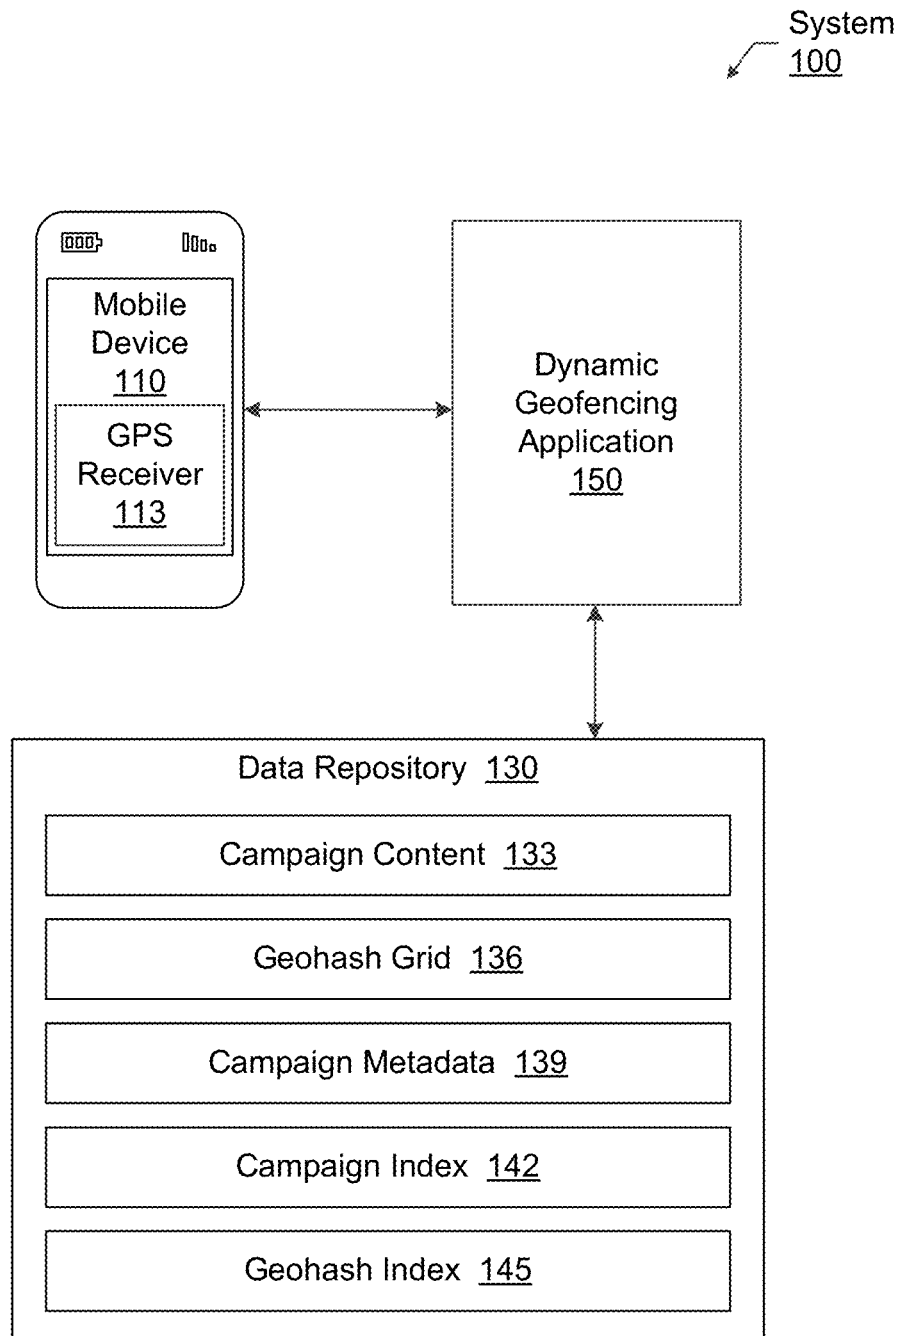 System
100
Mobile
Device
110
GPS
Receiver
113
Dynamic
Geofencing
Application
150
Data Repository 130
Campaign Content 133
Geohash Grid 136
Campaign Metadata 139
Campaign Index 142
Geohash Index 145